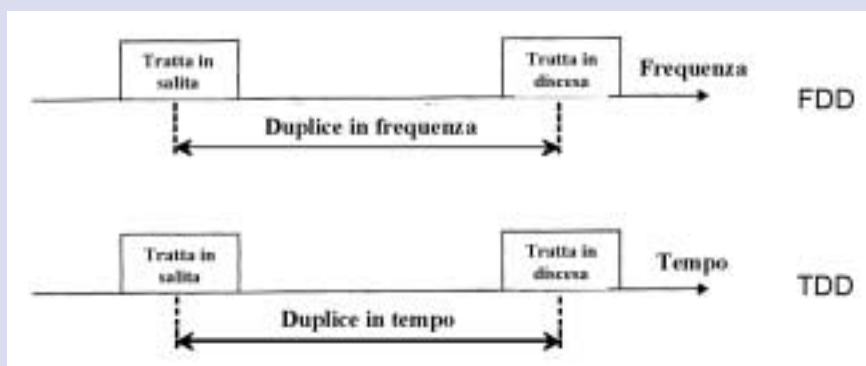 Tratta in
salita
Tratta in
discesa
Frequenza
FDD
Duplice in frequenza
Tratta in
salita
Tratta in
discesa
Tempo
TDD
Duplice in tempo